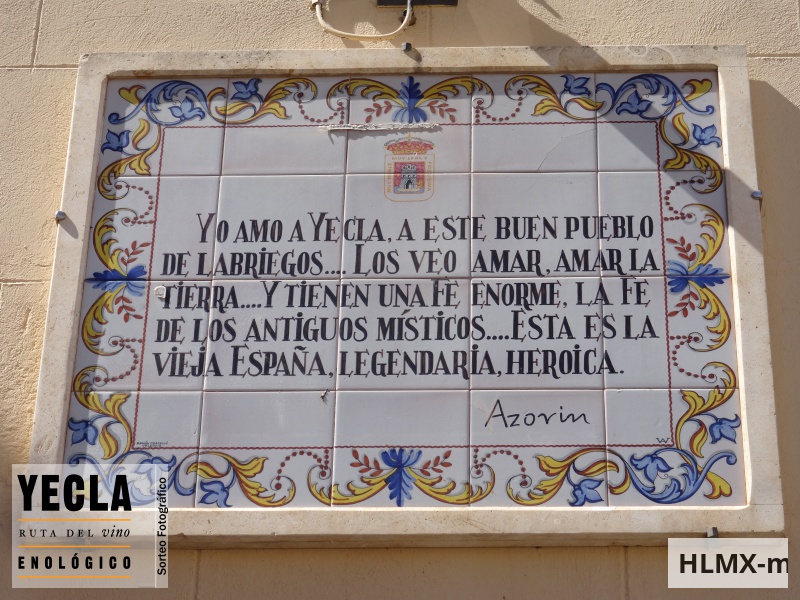 Yo amo a Yecla, a este buen pueblo
de labriegos.... Los veo amar, amar la
tierra....Y tienen una fe enorme, la fe
de los antiguos místicos....Esta es la
vieja España, legendaria, heroica.
Azorin
W
YECLA
RUTA DEL vino
ENOLÓGICO
Sorteo Fotográfico
HLMX-m